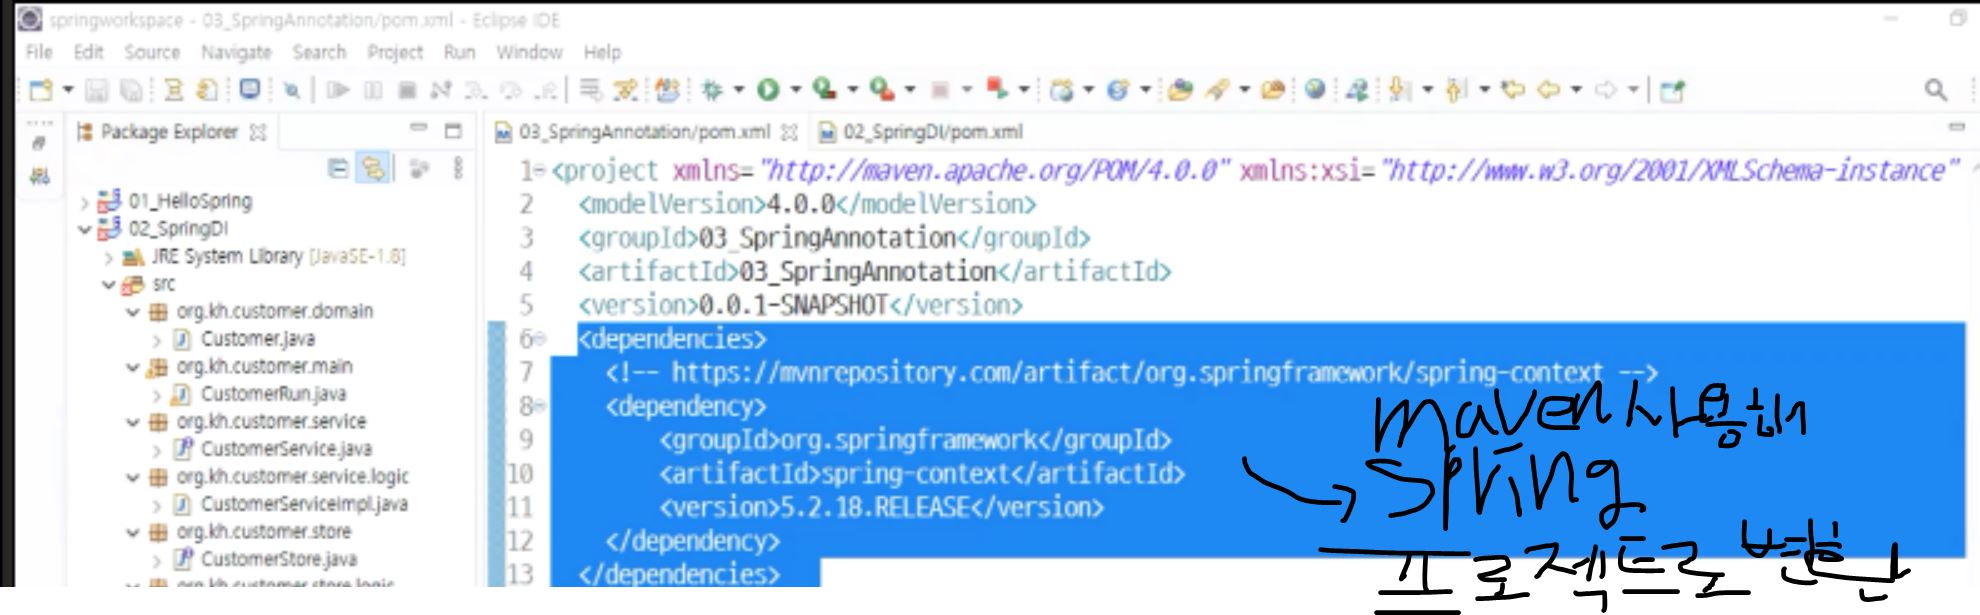 springworkspace - 03_SpringAnnotation/pom.xml - Eclipse IDE
File Edit Source Navigate Search Project Run Window Help
Package Explorer
03_SpringAnnotation/pom.xml 02_SpringDI/pom.xml
01_HelloSpring
02_SpringDI
JRE System Library [JavaSE-1.8]
src
org.kh.customer.domain
Customer.java
org.kh.customer.main
CustomerRun.java
org.kh.customer.service
CustomerService.java
org.kh.customer.service.logic
CustomerServiceImpl.java
org.kh.customer.store
CustomerStore.java
org.kh.customer.store.logic
1 <project xmlns="http://maven.apache.org/POM/4.0.0" xmlns:xsi="http://www.w3.org/2001/XMLSchema-instance"
2 <modelVersion>4.0.0</modelVersion>
3 <groupId>03_SpringAnnotation</groupId>
4 <artifactId>03_SpringAnnotation</artifactId>
5 <version>0.0.1-SNAPSHOT</version>
6 <dependencies>
7 <!-- https://mvnrepository.com/artifact/org.springframework/spring-context -->
8 <dependency>
9 <groupId>org.springframework</groupId>
10 <artifactId>spring-context</artifactId>
11 <version>5.2.18.RELEASE</version>
12 </dependency>
13 </dependencies>
maven사용해서
Spring
프로젝트로 변환